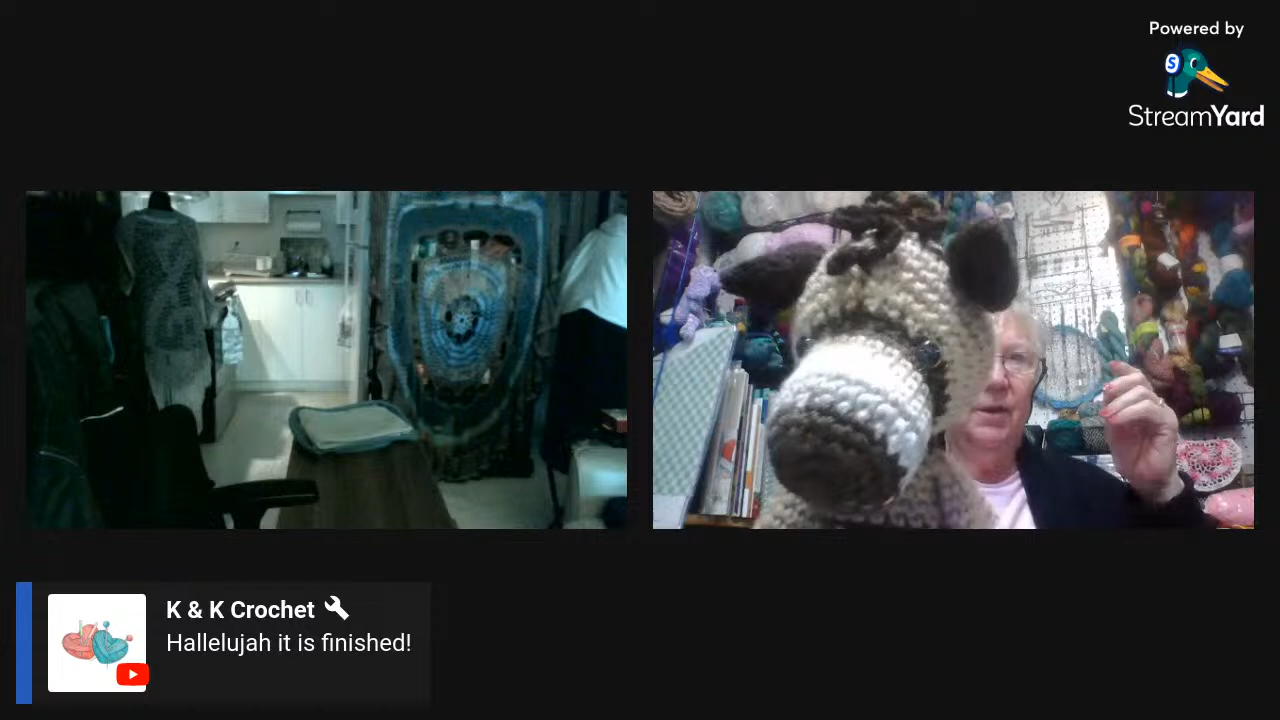 Powered by
S
StreamYard
K & K Crochet
Hallelujah it is finished!